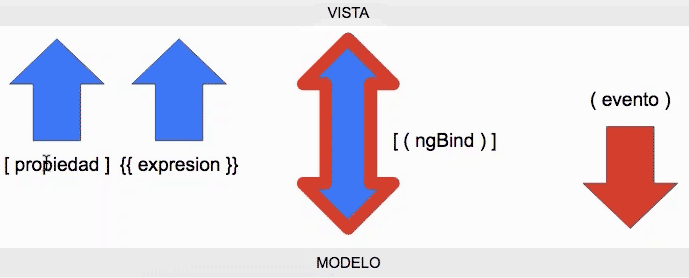 VISTA
( evento )
[ ( ngBind ) ]
[ propiedad ] {{ expresion }}
MODELO